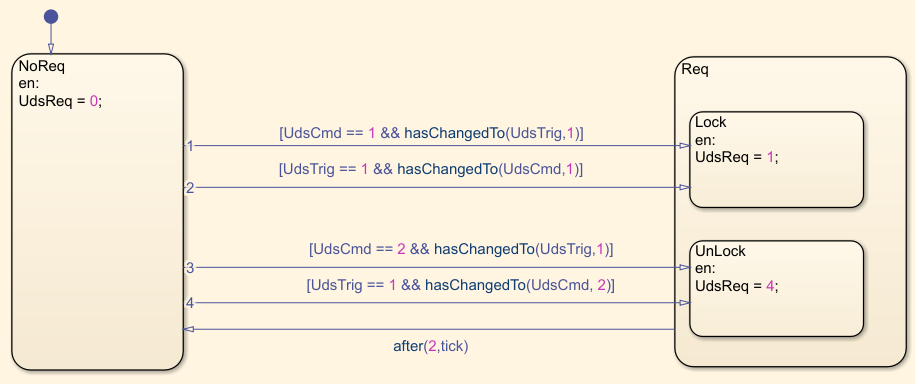 NoReq
en:
UdsReq = 0;
1
[UdsCmd == 1 && hasChangedTo(UdsTrig,1)]
2
[UdsTrig == 1 && hasChangedTo(UdsCmd,1)]
3
[UdsCmd == 2 && hasChangedTo(UdsTrig,1)]
4
[UdsTrig == 1 && hasChangedTo(UdsCmd, 2)]
after(2,tick)
Req
Lock
en:
UdsReq = 1;
UnLock
en:
UdsReq = 4;